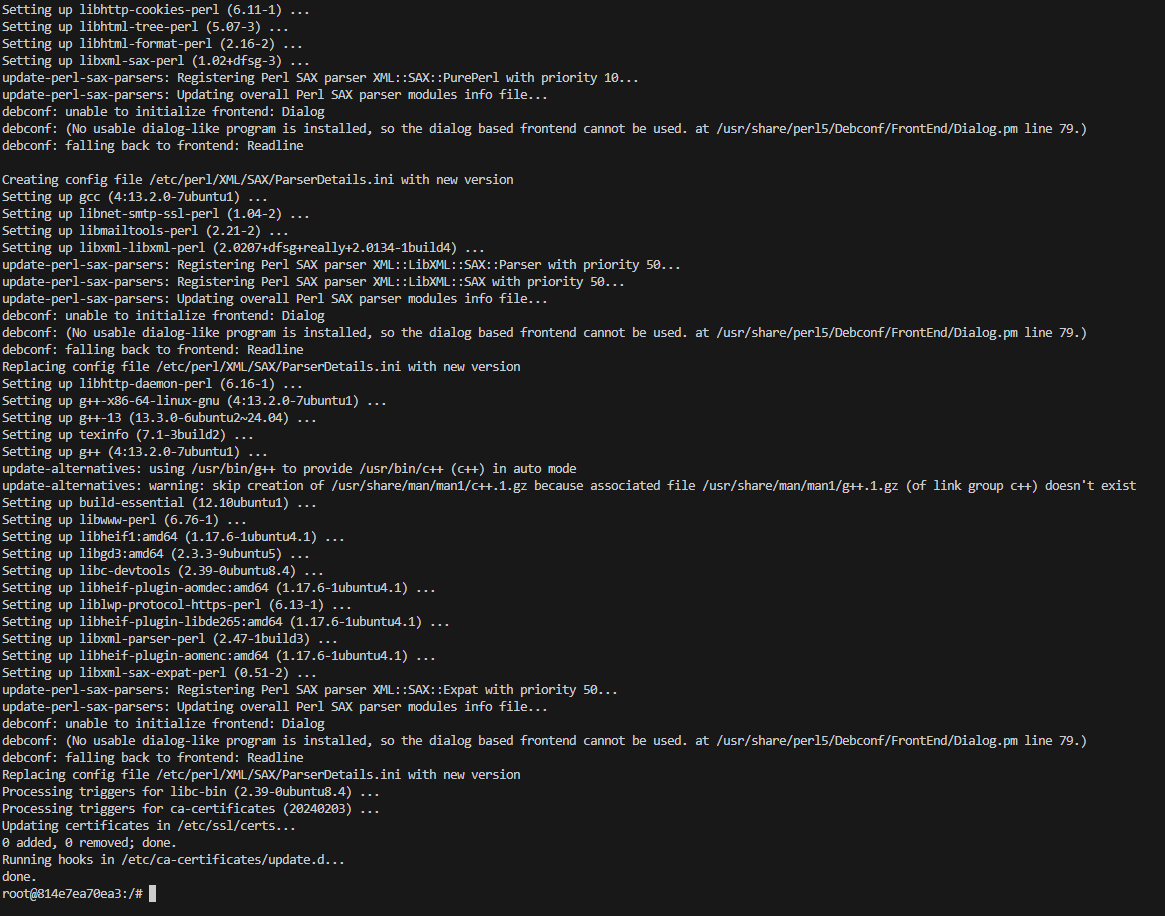 Setting up libhttp-cookies-perl (6.11-1) ...
Setting up libhtml-tree-perl (5.07-3) ...
Setting up libhtml-format-perl (2.16-2) ...
Setting up libxml-sax-perl (1.02+dfsg-3) ...
update-perl-sax-parsers: Registering Perl SAX parser XML::SAX::PurePerl with priority 10...
update-perl-sax-parsers: Updating overall Perl SAX parser modules info file...
debconf: unable to initialize frontend: Dialog
debconf: (No usable dialog-like program is installed, so the dialog based frontend cannot be used. at /usr/share/perl5/Debconf/FrontEnd/Dialog.pm line 79.)
debconf: falling back to frontend: Readline

Creating config file /etc/perl/XML/SAX/ParserDetails.ini with new version
Setting up gcc (4:13.2.0-7ubuntu1) ...
Setting up libnet-smtp-ssl-perl (1.04-2) ...
Setting up libmailtools-perl (2.21-2) ...
Setting up libxml-libxml-perl (2.0207+dfsg+really+2.0134-1build4) ...
update-perl-sax-parsers: Registering Perl SAX parser XML::LibXML::SAX::Parser with priority 50...
update-perl-sax-parsers: Registering Perl SAX parser XML::LibXML::SAX with priority 50...
update-perl-sax-parsers: Updating overall Perl SAX parser modules info file...
debconf: unable to initialize frontend: Dialog
debconf: (No usable dialog-like program is installed, so the dialog based frontend cannot be used. at /usr/share/perl5/Debconf/FrontEnd/Dialog.pm line 79.)
debconf: falling back to frontend: Readline
Replacing config file /etc/perl/XML/SAX/ParserDetails.ini with new version
Setting up libhttp-daemon-perl (6.16-1) ...
Setting up g++-x86-64-linux-gnu (4:13.2.0-7ubuntu1) ...
Setting up g++-13 (13.3.0-6ubuntu2~24.04) ...
Setting up texinfo (7.1-3build2) ...
Setting up g++ (4:13.2.0-7ubuntu1) ...
update-alternatives: using /usr/bin/g++ to provide /usr/bin/c++ (c++) in auto mode
update-alternatives: warning: skip creation of /usr/share/man/man1/c++.1.gz because associated file /usr/share/man/man1/g++.1.gz (of link group c++) doesn't exist
Setting up build-essential (12.10ubuntu1) ...
Setting up libwww-perl (6.76-1) ...
Setting up libheif1:amd64 (1.17.6-1ubuntu4.1) ...
Setting up libgd3:amd64 (2.3.3-9ubuntu5) ...
Setting up libc-devtools (2.39-0ubuntu8.4) ...
Setting up libheif-plugin-aomdec:amd64 (1.17.6-1ubuntu4.1) ...
Setting up liblwp-protocol-https-perl (6.13-1) ...
Setting up libheif-plugin-libde265:amd64 (1.17.6-1ubuntu4.1) ...
Setting up libxml-parser-perl (2.47-1build3) ...
Setting up libheif-plugin-aomenc:amd64 (1.17.6-1ubuntu4.1) ...
Setting up libxml-sax-expat-perl (0.51-2) ...
update-perl-sax-parsers: Registering Perl SAX parser XML::SAX::Expat with priority 50...
update-perl-sax-parsers: Updating overall Perl SAX parser modules info file...
debconf: unable to initialize frontend: Dialog
debconf: (No usable dialog-like program is installed, so the dialog based frontend cannot be used. at /usr/share/perl5/Debconf/FrontEnd/Dialog.pm line 79.)
debconf: falling back to frontend: Readline
Replacing config file /etc/perl/XML/SAX/ParserDetails.ini with new version
Processing triggers for libc-bin (2.39-0ubuntu8.4) ...
Processing triggers for ca-certificates (20240203) ...
Updating certificates in /etc/ssl/certs...
0 added, 0 removed; done.
Running hooks in /etc/ca-certificates/update.d...
done.
root@814e7ea70ea3:/#